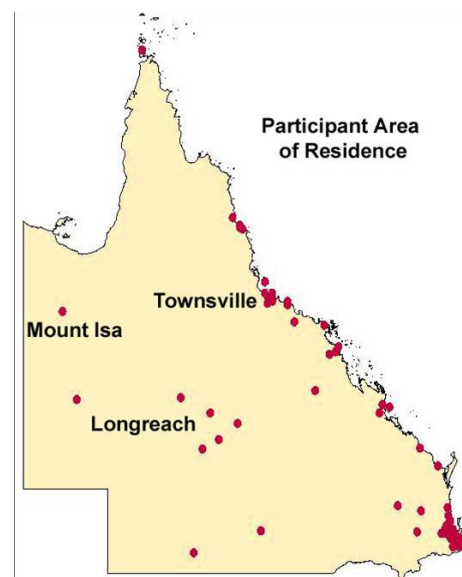 Participant Area
of Residence
Townsville
Mount Isa
Longreach